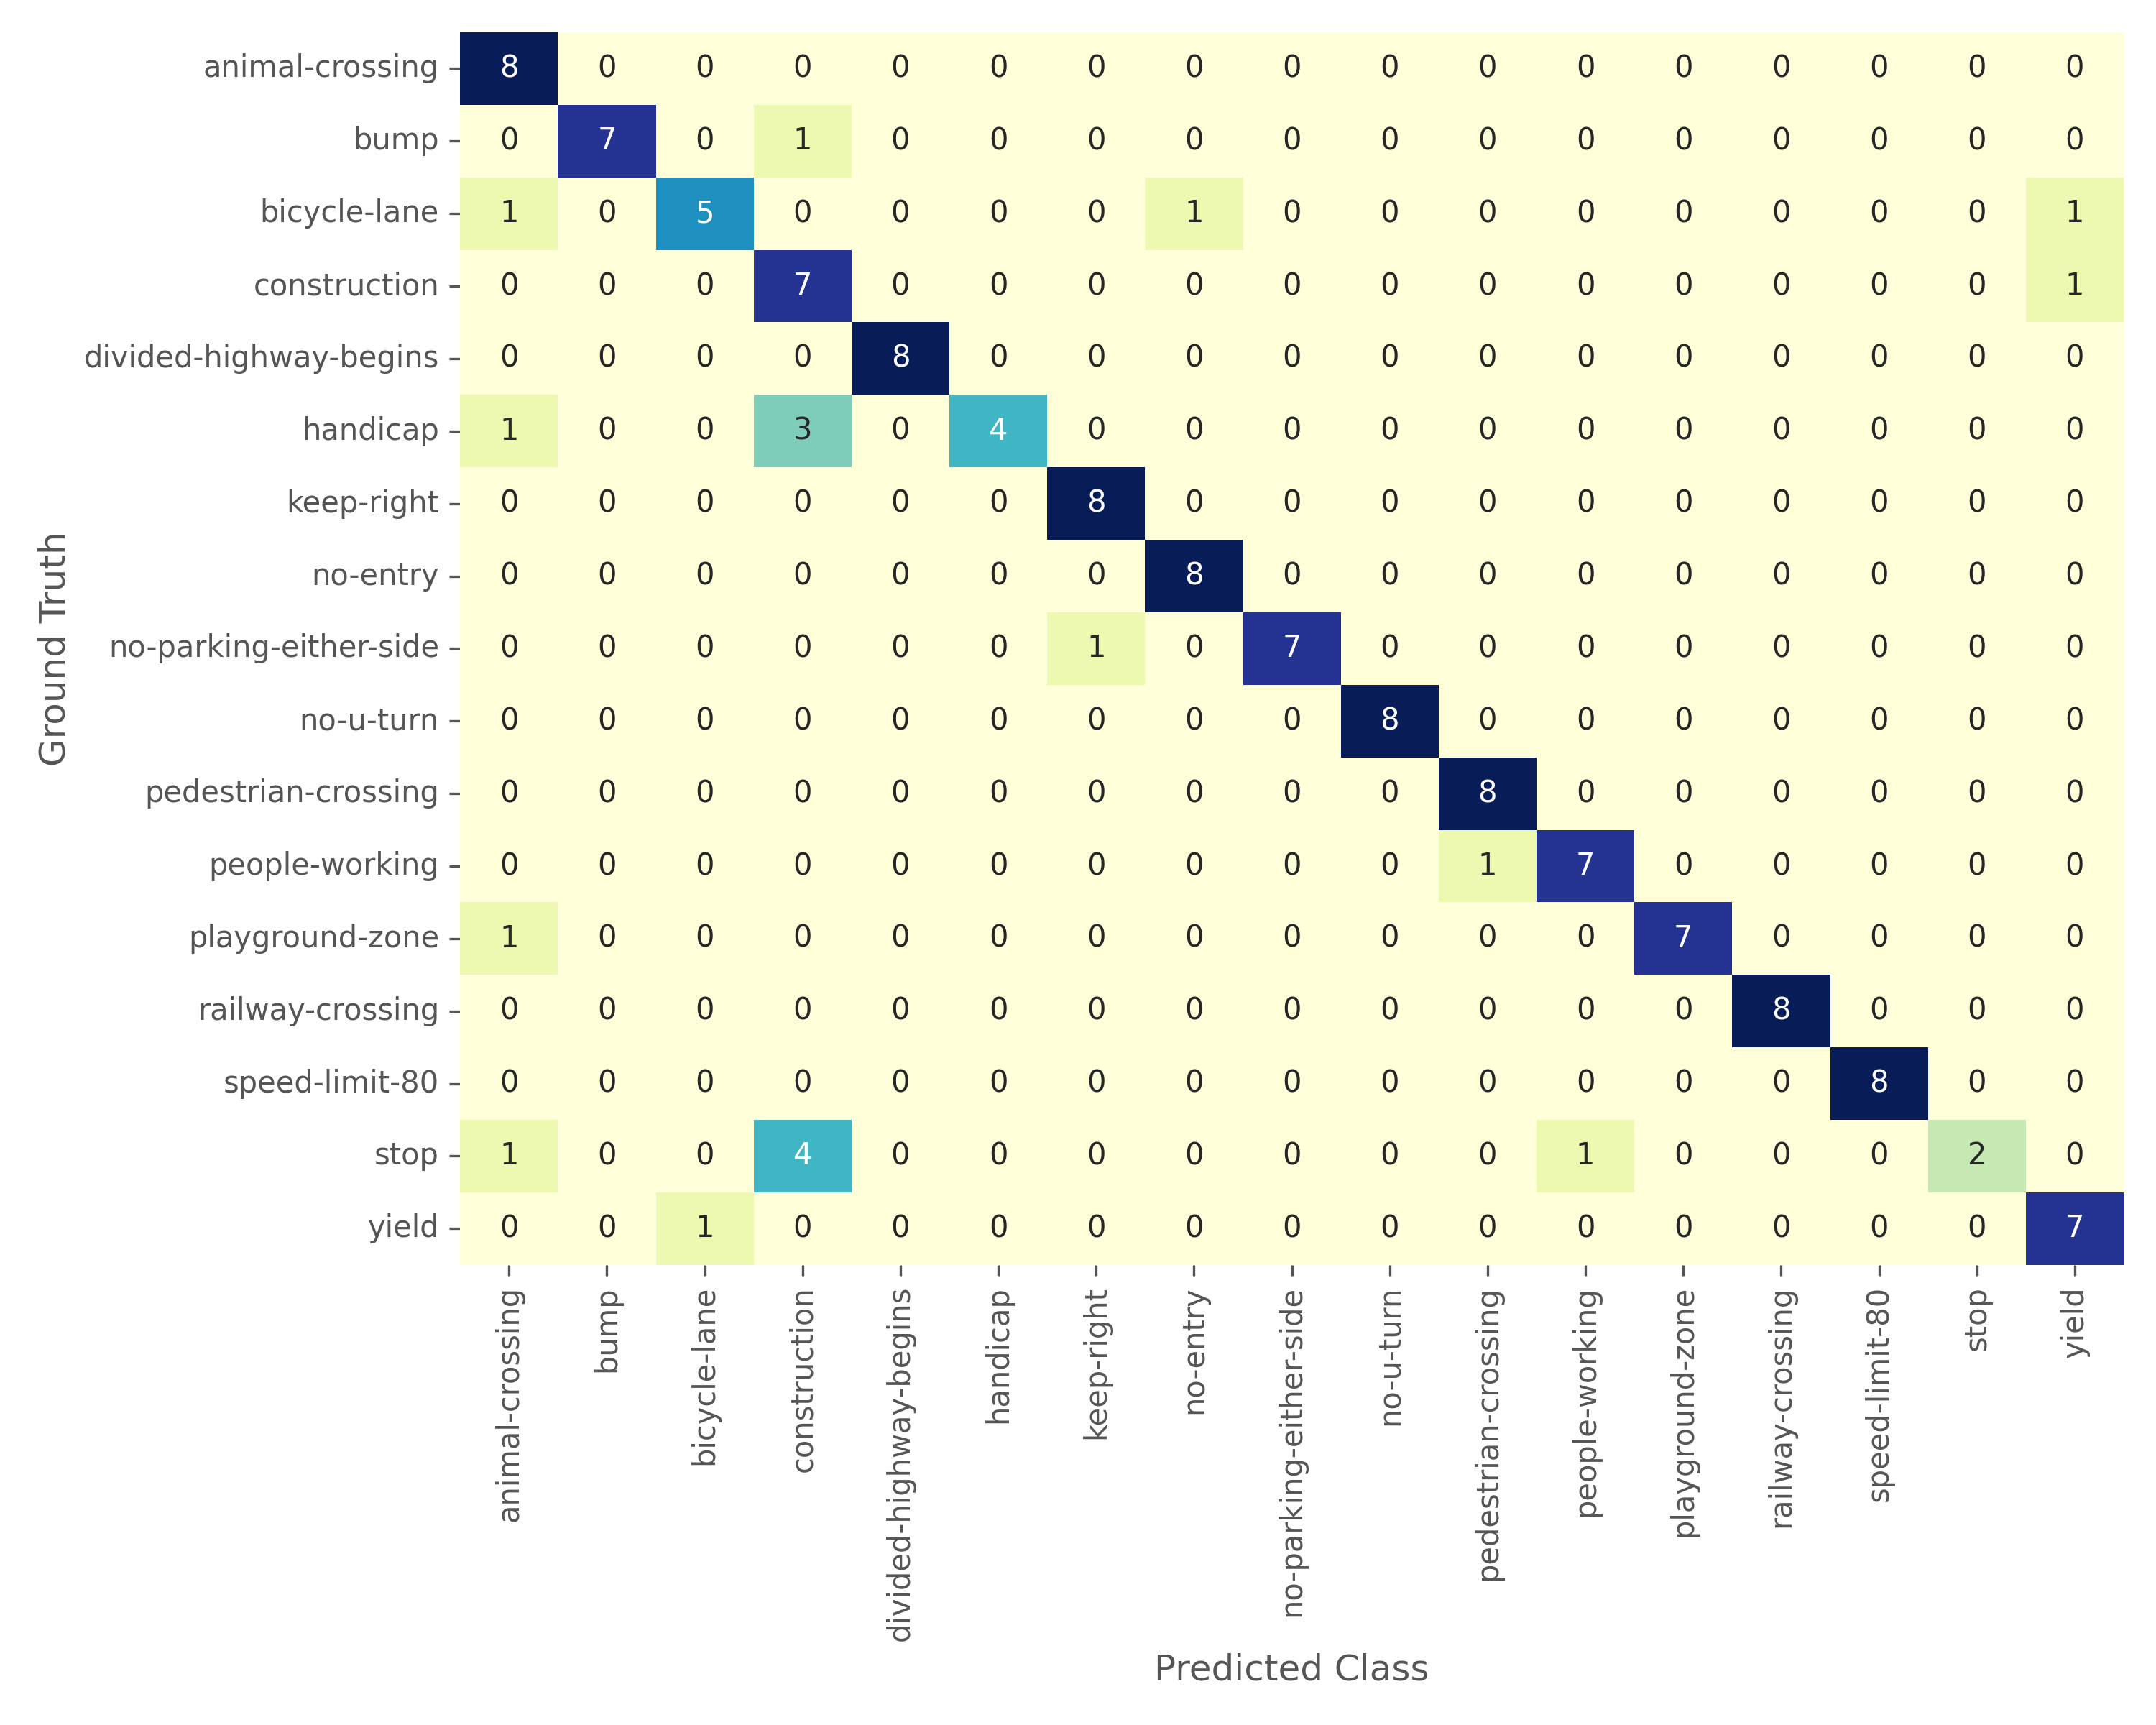 animal-crossing 8 0 0 0 0 0 0 0 0 0 0 0 0 0 0 0 0
bump 0 7 0 1 0 0 0 0 0 0 0 0 0 0 0 0 0
bicycle-lane 1 0 5 0 0 0 0 1 0 0 0 0 0 0 0 0 1
construction 0 0 0 7 0 0 0 0 0 0 0 0 0 0 0 0 1
divided-highway-begins 0 0 0 0 8 0 0 0 0 0 0 0 0 0 0 0 0
handicap 1 0 0 3 0 4 0 0 0 0 0 0 0 0 0 0 0
keep-right 0 0 0 0 0 0 8 0 0 0 0 0 0 0 0 0 0
no-entry 0 0 0 0 0 0 0 8 0 0 0 0 0 0 0 0 0
no-parking-either-side 0 0 0 0 0 0 1 0 7 0 0 0 0 0 0 0 0
no-u-turn 0 0 0 0 0 0 0 0 0 8 0 0 0 0 0 0 0
pedestrian-crossing 0 0 0 0 0 0 0 0 0 0 8 0 0 0 0 0 0
people-working 0 0 0 0 0 0 0 0 0 0 1 7 0 0 0 0 0
playground-zone 1 0 0 0 0 0 0 0 0 0 0 0 7 0 0 0 0
railway-crossing 0 0 0 0 0 0 0 0 0 0 0 0 0 8 0 0 0
speed-limit-80 0 0 0 0 0 0 0 0 0 0 0 0 0 0 8 0 0
stop 1 0 0 4 0 0 0 0 0 0 0 1 0 0 0 2 0
yield 0 0 1 0 0 0 0 0 0 0 0 0 0 0 0 0 7
Ground Truth
animal-crossing
bump
bicycle-lane
construction
divided-highway-begins
handicap
keep-right
no-entry
no-parking-either-side
no-u-turn
pedestrian-crossing
people-working
playground-zone
railway-crossing
speed-limit-80
stop
yield
Predicted Class